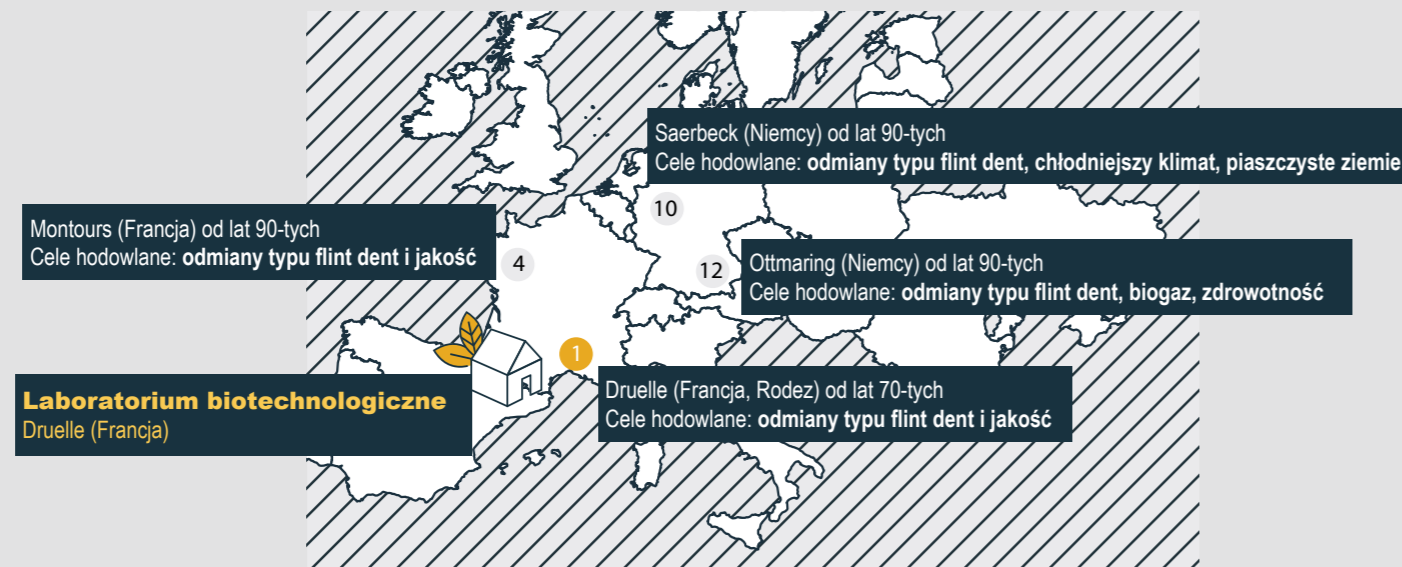 Saerbeck (Niemcy) od lat 90-tych
Cele hodowlane: odmiany typu flint dent, chłodniejszy klimat, piaszczyste ziemie
10
Montours (Francja) od lat 90-tych
Cele hodowlane: odmiany typu flint dent i jakość
4
12
Ottmaring (Niemcy) od lat 90-tych
Cele hodowlane: odmiany typu flint dent, biogaz, zdrowotność
1
Druelle (Francja, Rodez) od lat 70-tych
Cele hodowlane: odmiany typu flint dent i jakość
Laboratorium biotechnologiczne
Druelle (Francja)